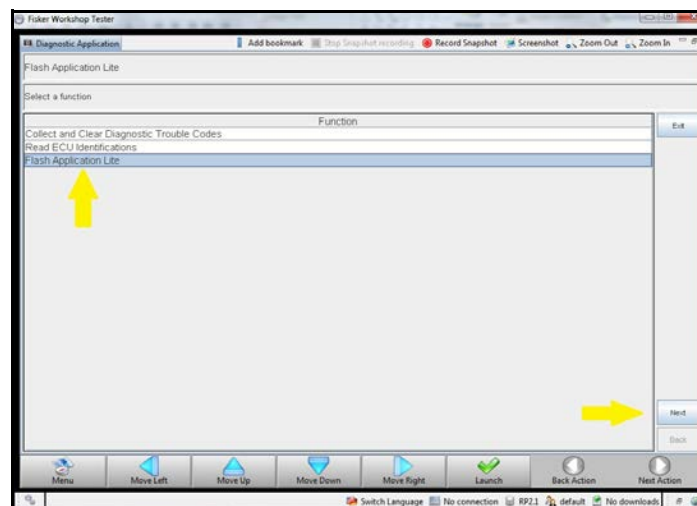 Fisker Workshop Tester
Diagnostic Application Add bookmark Stop Snapshot recording Record Snapshot Screenshot Zoom Out Zoom In
Flash Application Lite
Select a function
Function
Exit
Collect and Clear Diagnostic Trouble Codes
Read ECU Identifications
Flash Application Lite
Next
Back
Menu Move Left Move Up Move Down Move Right Launch Back Action Next Action
Switch Language No connection RP2.1 default No downloads